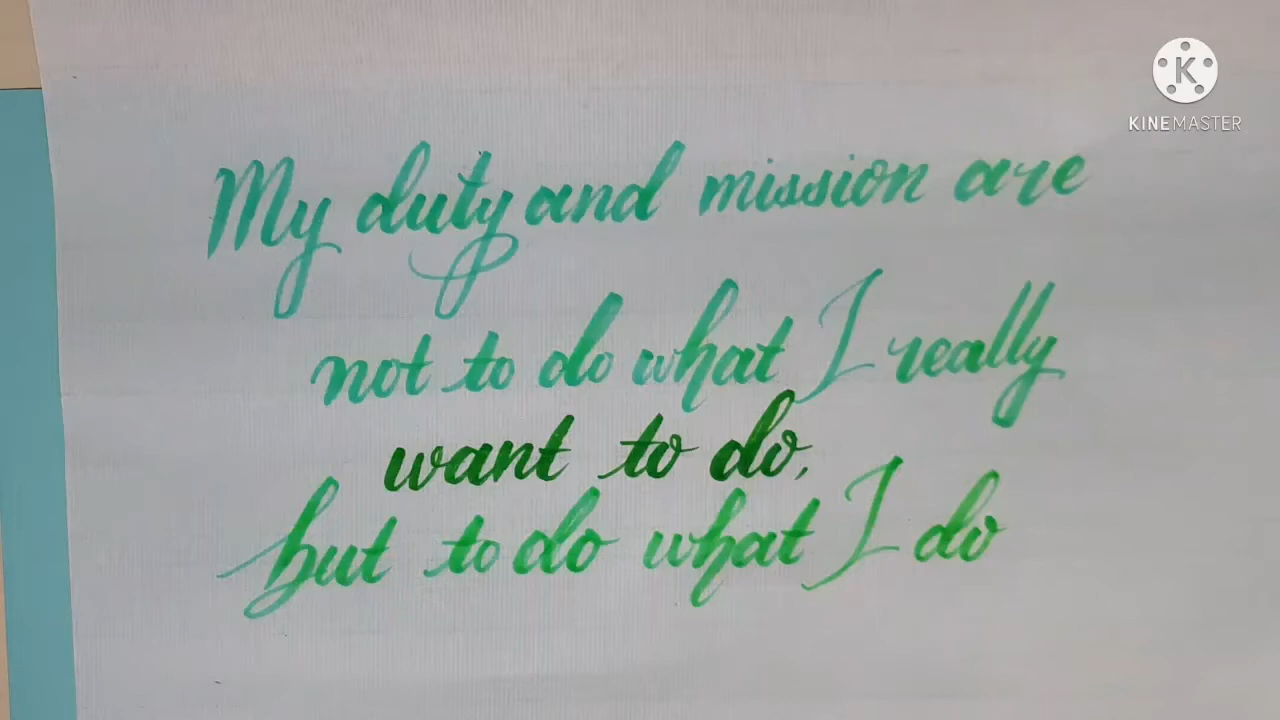 KINEMASTER
My duty and mission are
not to do what I really
want to do,
but to do what I do